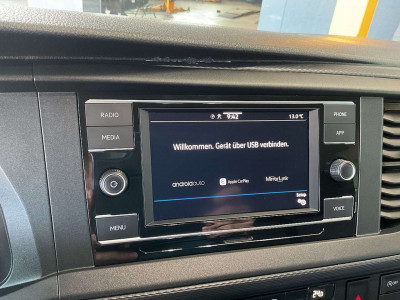 RADIO
MEDIA
MENU
9:42
13.0°C
Willkommen. Gerät über USB verbinden.
androidauto
Apple CarPlay
MirrorLink
Setup
PHONE
APP
VOICE